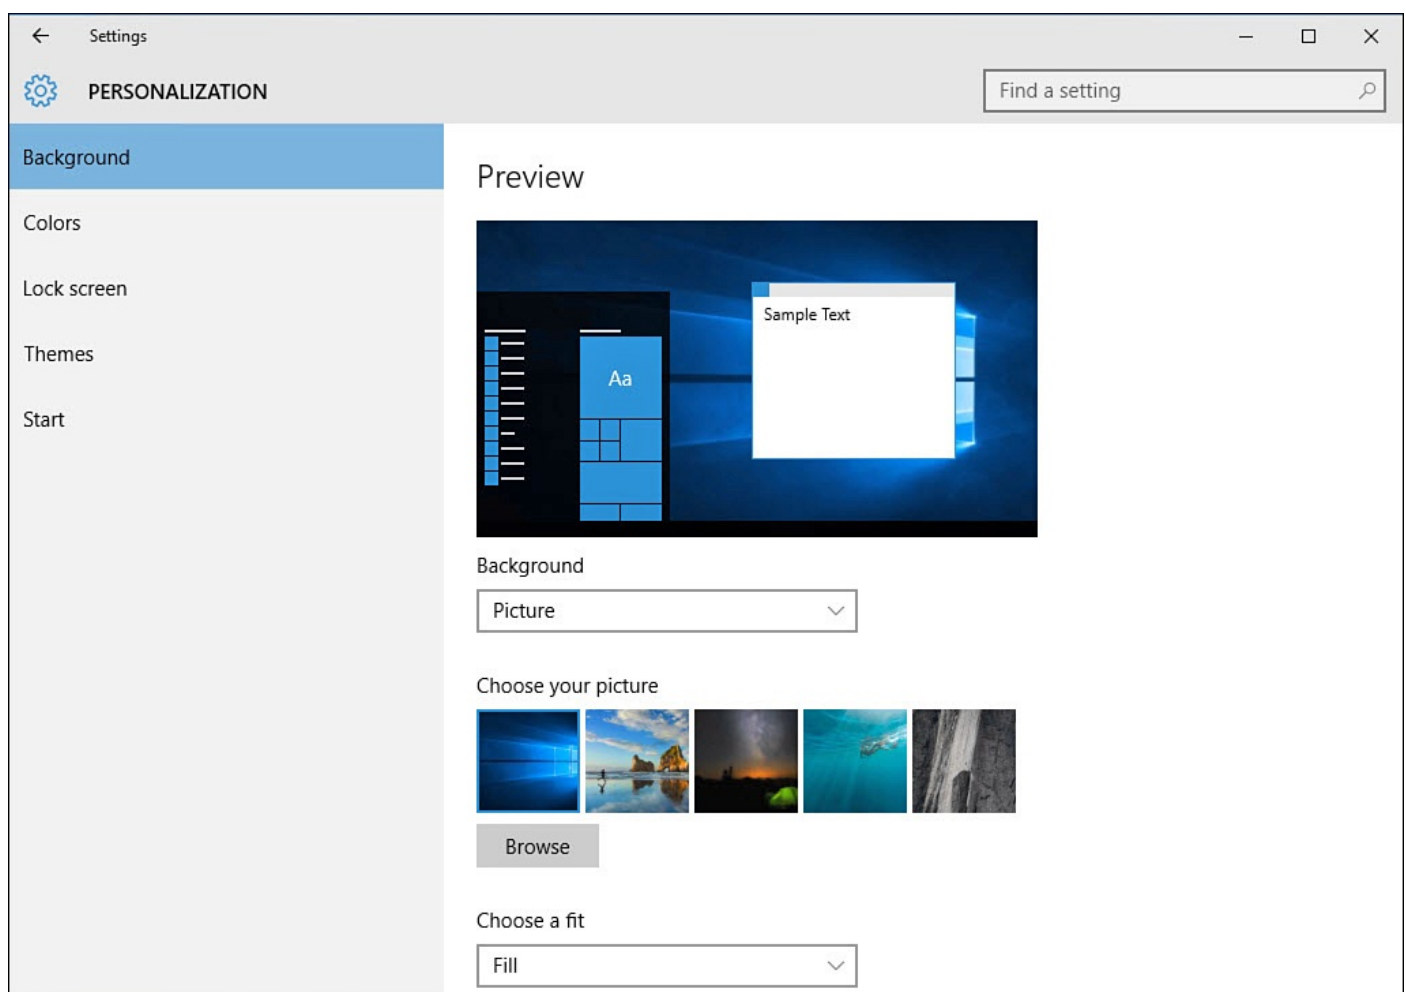 Settings
PERSONALIZATION
Find a setting
Background
Colors
Lock screen
Themes
Start
Preview
Sample Text
Aa
Background
Picture
Choose your picture
Browse
Choose a fit
Fill